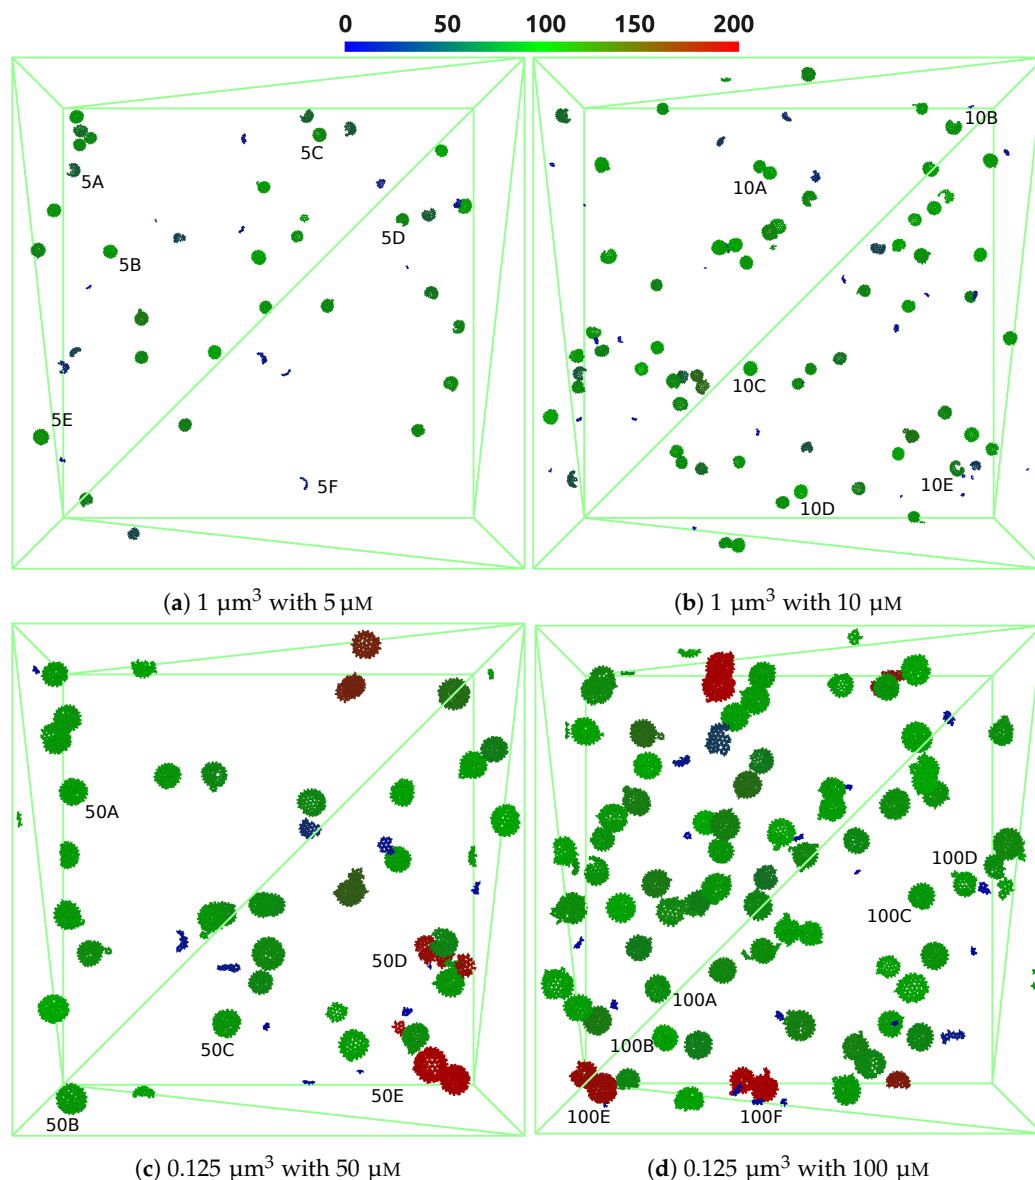 0 50 100 150 200
5C
10B
5A
10A
5D
5B
10C
5E
5F
10E
10D
(a) 1 µm³ with 5 µM
(b) 1 µm³ with 10 µM
50A
100D
100C
50D
100A
50C
100B
50E
50B
100E
100F
(c) 0.125 µm³ with 50 µM
(d) 0.125 µm³ with 100 µM